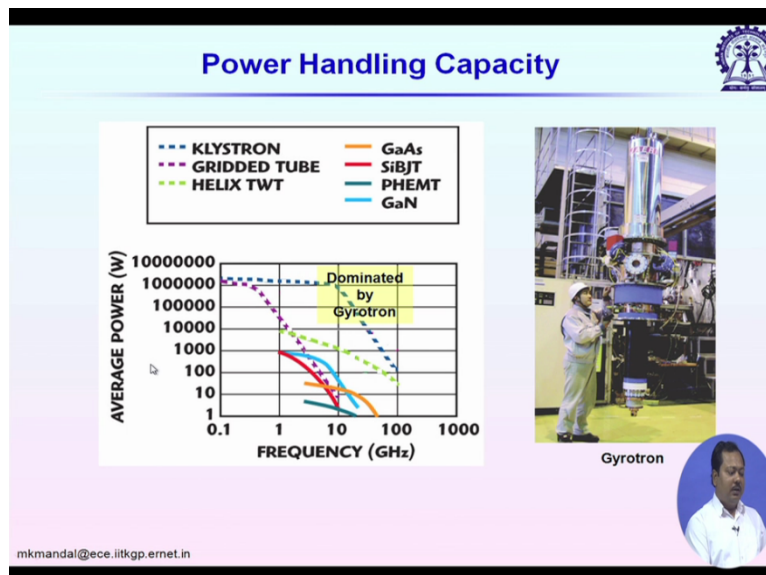 Power Handling Capacity
KLYSTRON
GRIDDED TUBE
HELIX TWT
GaAs
SiBJT
PHEMT
GaN
AVERAGE POWER (W)
10000000
1000000
100000
10000
1000
100
10
1
Dominated
by
Gyrotron
0.1 1 10 100 1000
FREQUENCY (GHz)
Gyrotron
mkmandal@ece.iitkgp.ernet.in